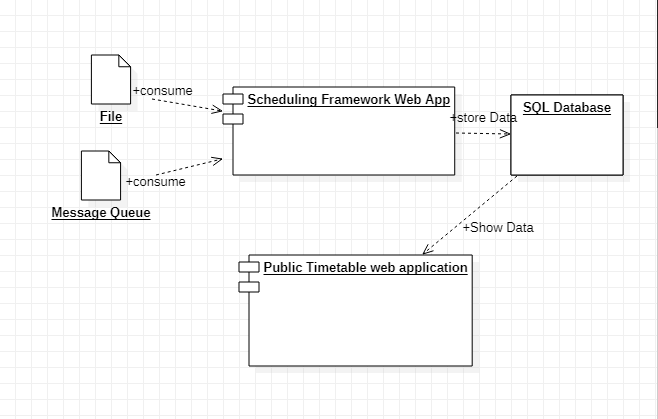 +consume
File
Scheduling Framework Web App
+store Data
SQL Database
+consume
Message Queue
+Show Data
Public Timetable web application